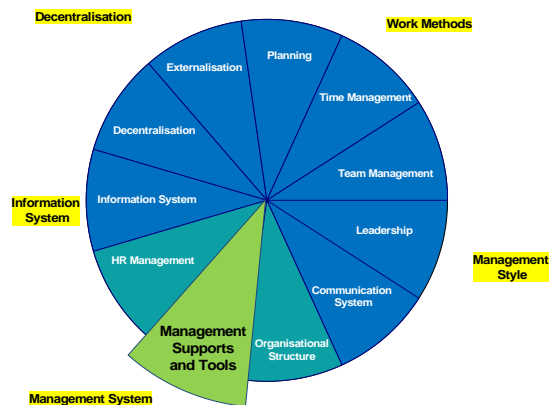 Decentralisation
Work Methods
Planning
Externalisation
Time Management
Decentralisation
Team Management
Information
System
Information System
Leadership
HR Management
Management
Style
Communication
System
Management
Supports
and Tools
Organisational
Structure
Management System